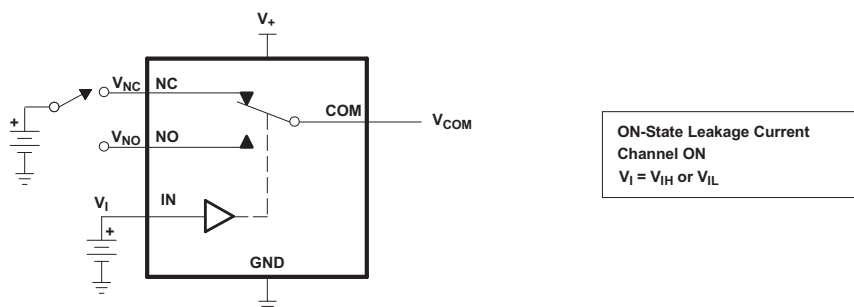 V+
+
VNC NC
VNO NO
COM
VCOM
VI IN
+
GND
ON-State Leakage Current
Channel ON
VI = VIH or VIL